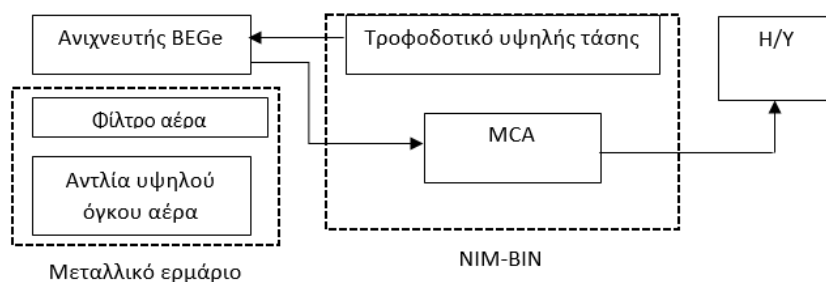 Ανιχνευτής BEGe
Τροφοδοτικό υψηλής τάσης
Η/Υ
Φίλτρο αέρα
MCA
Αντλία υψηλού
όγκου αέρα
NIM-BIN
Μεταλλικό ερμάριο